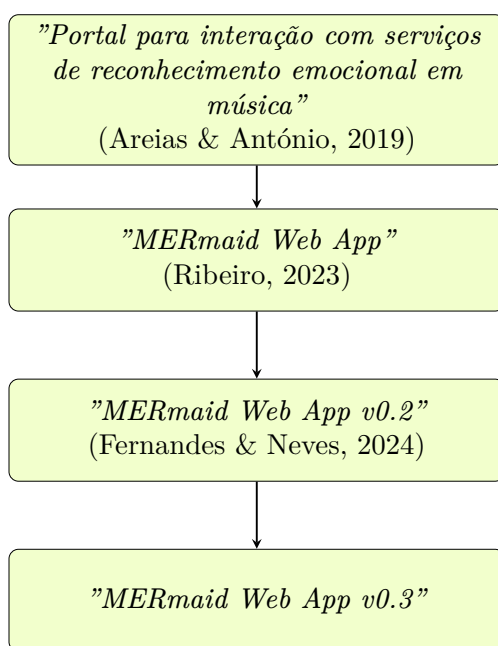 ”Portal para interação com serviços
de reconhecimento emocional em
música”
(Areias & António, 2019)
”MERmaid Web App”
(Ribeiro, 2023)
”MERmaid Web App v0.2”
(Fernandes & Neves, 2024)
”MERmaid Web App v0.3”